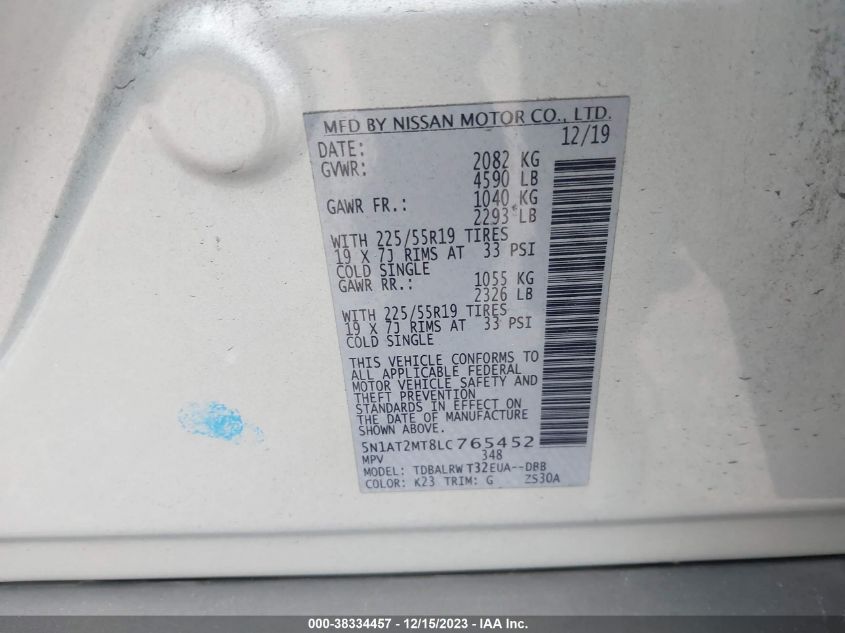 MFD BY NISSAN MOTOR CO., LTD.
DATE: 12/19
GVWR: 2082 KG
4590 LB
GAWR FR.: 1040 KG
2293 LB
WITH 225/55R19 TIRES
19 X 7J RIMS AT 33 PSI
COLD SINGLE
GAWR RR.: 1055 KG
2326 LB
WITH 225/55R19 TIRES
19 X 7J RIMS AT 33 PSI
COLD SINGLE
THIS VEHICLE CONFORMS TO
ALL APPLICABLE FEDERAL
MOTOR VEHICLE SAFETY AND
THEFT PREVENTION
STANDARDS IN EFFECT ON
THE DATE OF MANUFACTURE
SHOWN ABOVE.
5N1AT2MT8LC765452
MPV 348
MODEL: TDBALRW T32EUA--DBB
COLOR: K23 TRIM: G ZS30A
000-38334457 - 12/15/2023 - IAAI.com